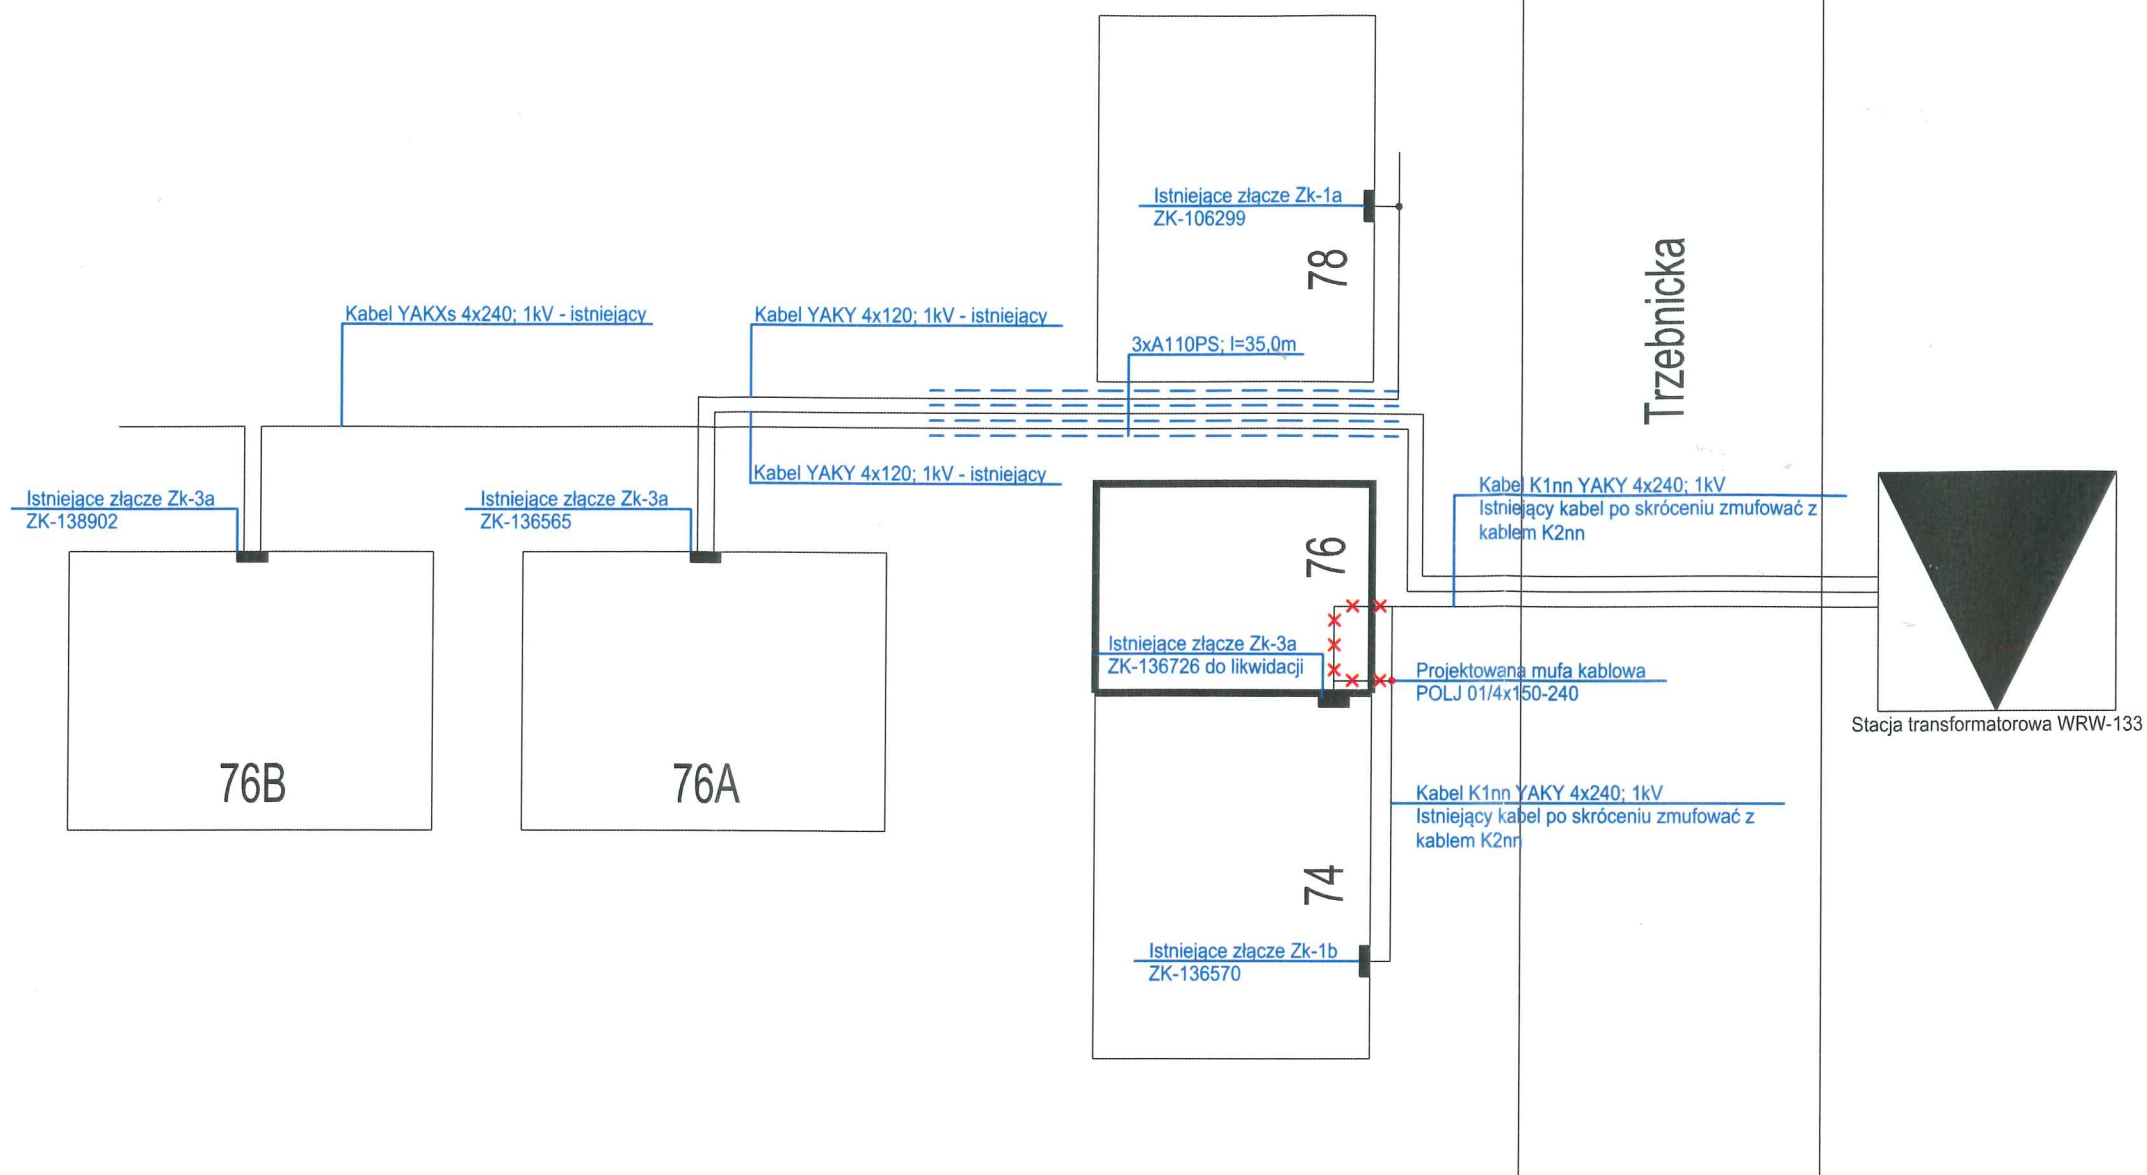 Istniejące złącze Zk-1a
ZK-106299
78
Trzebnicka
Kabel YAKXs 4x240; 1kV - istniejący
Kabel YAKY 4x120; 1kV - istniejący
3xA110PS; l=35,0m
Kabel YAKY 4x120; 1kV - istniejący
Istniejące złącze Zk-3a
ZK-138902
Istniejące złącze Zk-3a
ZK-136565
Kabel K1nn YAKY 4x240; 1kV
Istniejący kabel po skróceniu zmufować z
kablem K2nn
76
Istniejące złącze Zk-3a
ZK-136726 do likwidacji
Projektowana mufa kablowa
POLJ 01/4x150-240
Stacja transformatorowa WRW-133
76B
76A
Kabel K1nn YAKY 4x240; 1kV
Istniejący kabel po skróceniu zmufować z
kablem K2nn
74
Istniejące złącze Zk-1b
ZK-136570